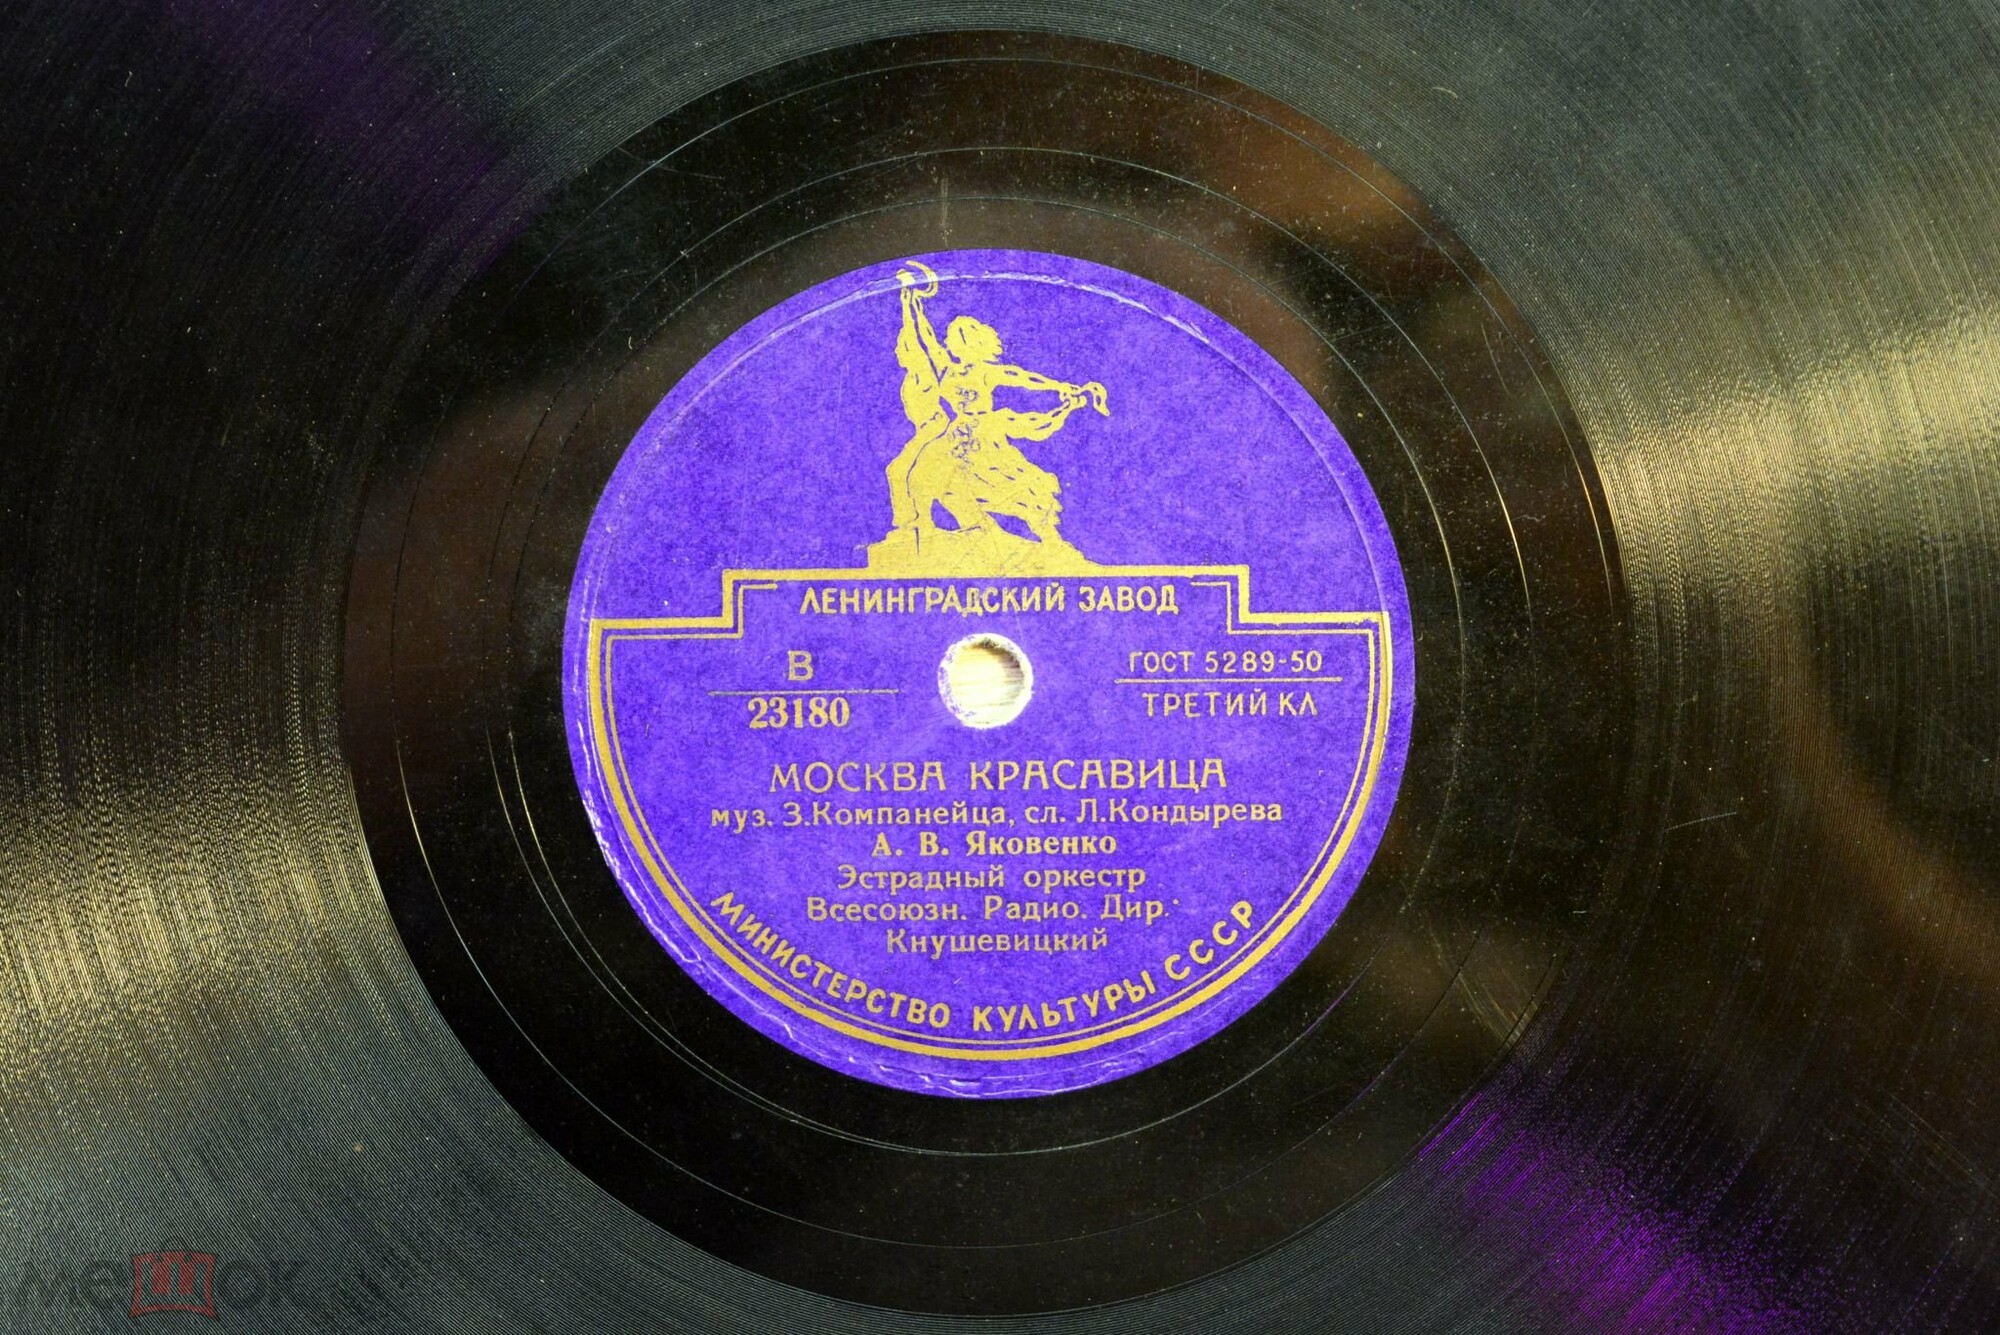 ЛЕНИНГРАДСКИЙ ЗАВОД
В
23180
ГОСТ 5289-50
ТРЕТИЙ КЛ
МОСКВА КРАСАВИЦА
муз. З.Компанейца, сл. Л.Кондырева
А. В. Яковенко
Эстрадный оркестр
Всесоюзн. Радио. Дир.
Кнушевицкий
МИНИСТЕРСТВО КУЛЬТУРЫ СССР
мешок